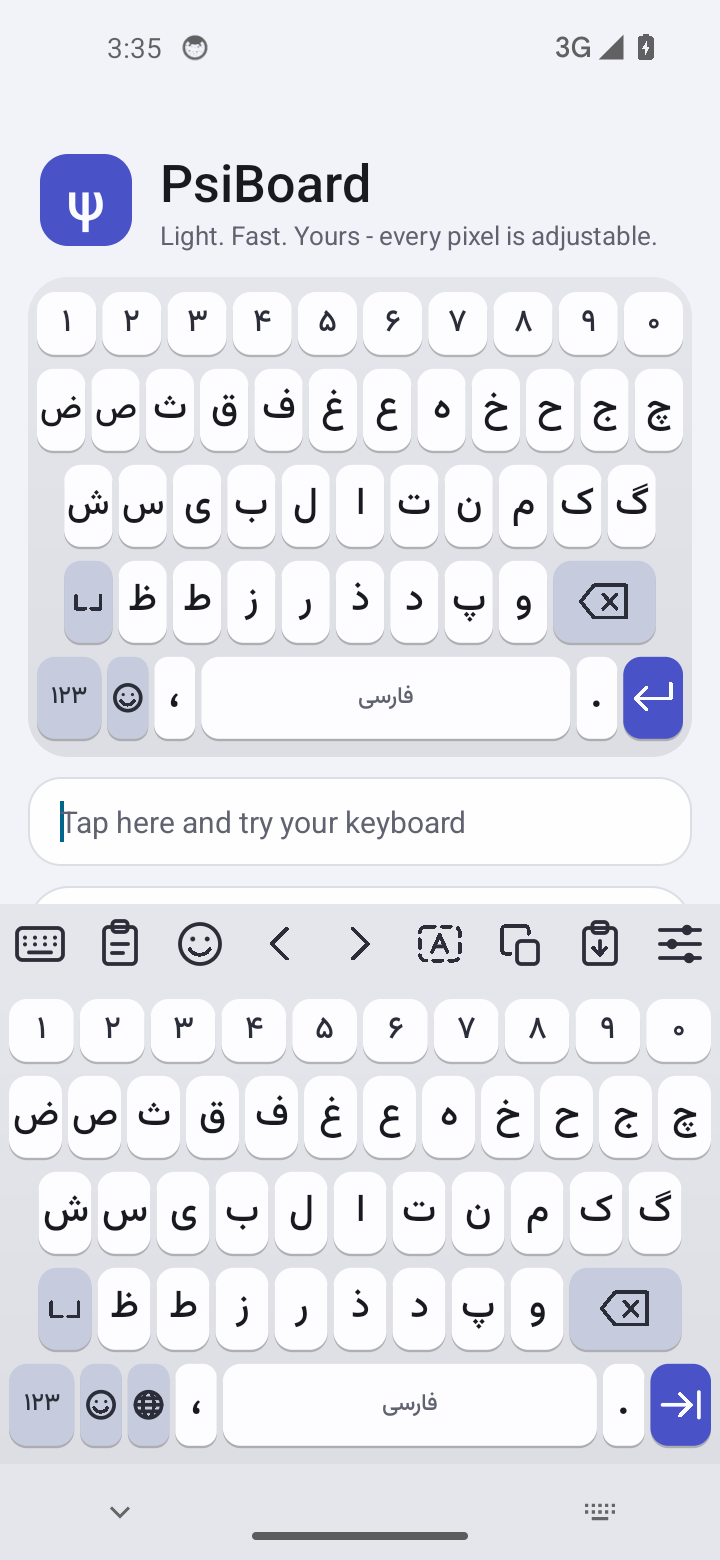 3:35
3G
ψ
PsiBoard
Light. Fast. Yours - every pixel is adjustable.
۱ ۲ ۳ ۴ ۵ ۶ ۷ ۸ ۹ ۰
ض ص ث ق ف غ ع ه خ ح ج چ
ش س ی ب ل ا ت ن م ک گ
ظ ط ز ر ذ د پ و
۱۲۳ ، فارسی .
Tap here and try your keyboard
A
۱ ۲ ۳ ۴ ۵ ۶ ۷ ۸ ۹ ۰
ض ص ث ق ف غ ع ه خ ح ج چ
ش س ی ب ل ا ت ن م ک گ
ظ ط ز ر ذ د پ و
۱۲۳ ، فارسی .